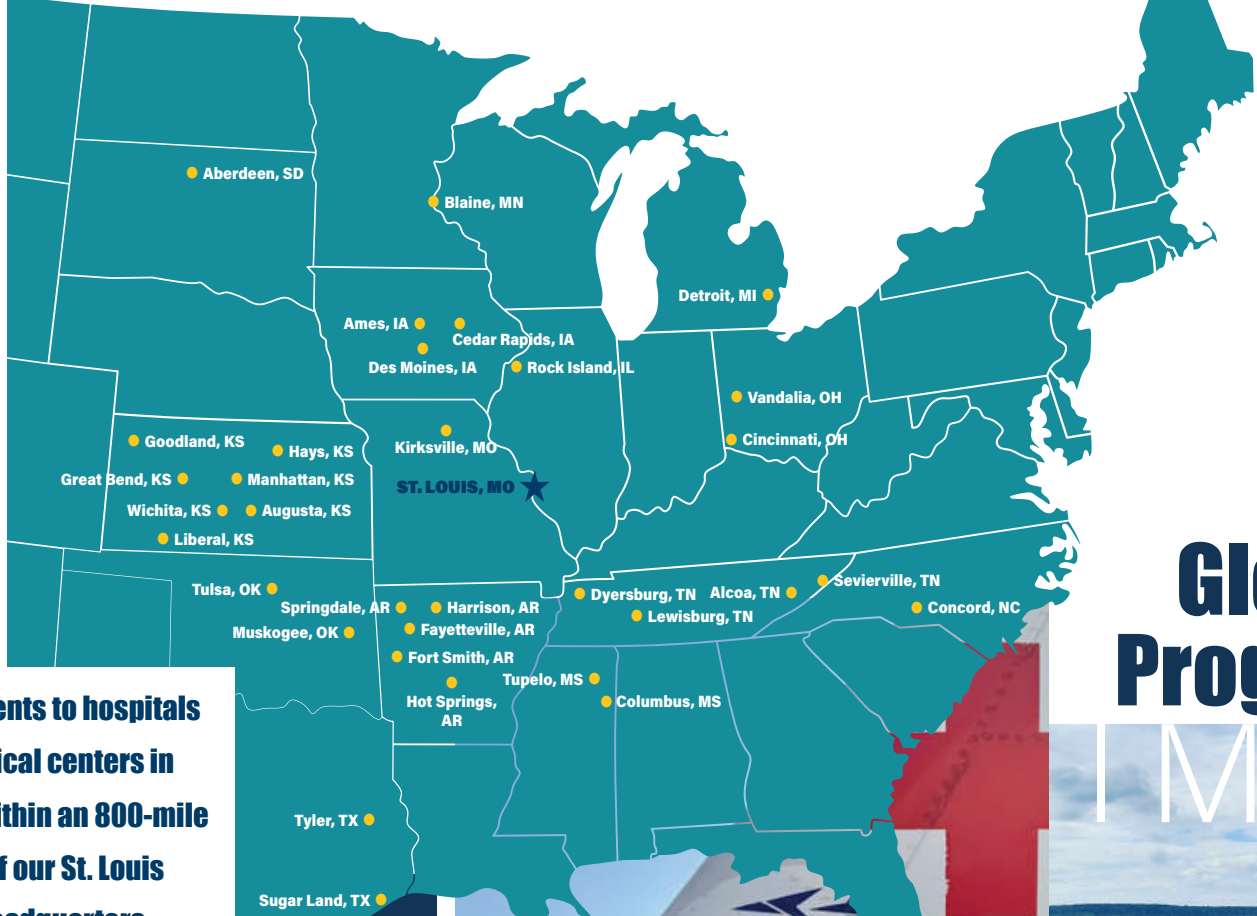 Aberdeen, SD
Blaine, MN
Detroit, MI
Ames, IA
Cedar Rapids, IA
Des Moines, IA
Rock Island, IL
Vandalia, OH
Cincinnati, OH
Goodland, KS
Hays, KS
Kirksville, MO
Great Bend, KS
Manhattan, KS
ST. LOUIS, MO
Wichita, KS
Augusta, KS
Liberal, KS
Tulsa, OK
Springdale, AR
Harrison, AR
Muskogee, OK
Fayetteville, AR
Fort Smith, AR
Hot Springs,
AR
Dyersburg, TN
Alcoa, TN
Sevierville, TN
Lewisburg, TN
Concord, NC
Tupelo, MS
Columbus, MS
Tyler, TX
Sugar Land, TX
ents to hospitals
ical centers in
ithin an 800-mile
f our St. Louis
Gl
Prog
I M